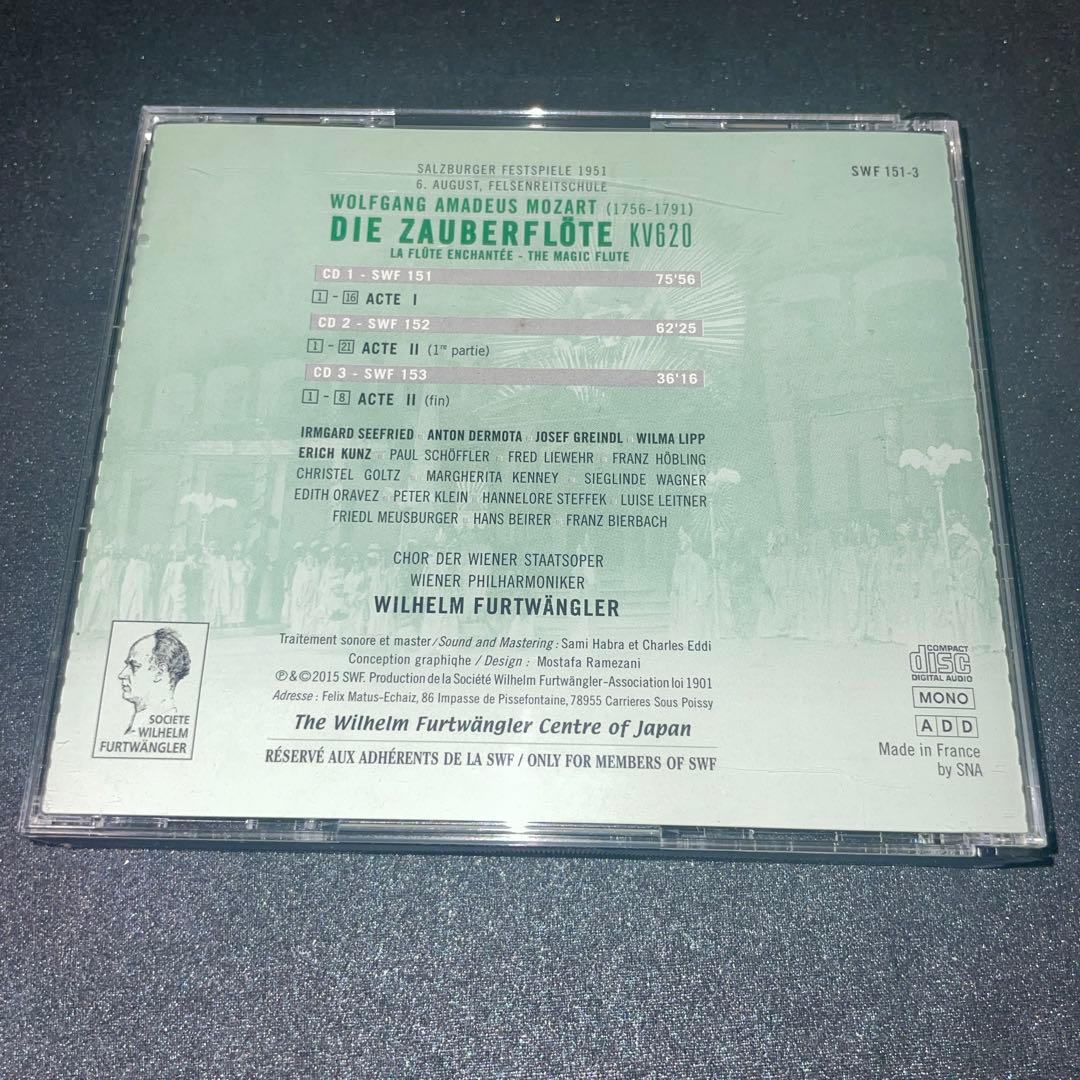 SALZBURGER FESTSPIELE 1951
6. AUGUST, FELSENREITSCHULE
SWF 151-3
WOLFGANG AMADEUS MOZART (1756-1791)
DIE ZAUBERFLÖTE KV620
LA FLÛTE ENCHANTÉE - THE MAGIC FLUTE
CD 1 - SWF 151 75'56
1 - 16 ACTE I
CD 2 - SWF 152 62'25
1 - 21 ACTE II (1re partie)
CD 3 - SWF 153 36'16
1 - 8 ACTE II (fin)
IRMGARD SEEFRIED ANTON DERMOTA JOSEF GREINDL WILMA LIPP
ERICH KUNZ PAUL SCHÖFFLER FRED LIEWEHR FRANZ HÖBLING
CHRISTEL GOLTZ MARGHERITA KENNEY SIEGLINDE WAGNER
EDITH ORAVEZ PETER KLEIN HANNELORE STEFFEK LUISE LEITNER
FRIEDL MEUSBURGER HANS BEIRER FRANZ BIERBACH
CHOR DER WIENER STAATSOPER
WIENER PHILHARMONIKER
WILHELM FURTWÄNGLER
Traitement sonore et master / Sound and Mastering : Sami Habra et Charles Eddi
Conception graphiqhe / Design : Mostafa Ramezani
℗&©2015 SWF. Production de la Société Wilhelm Furtwängler-Association loi 1901
Adresse : Felix Matus-Echaiz, 86 Impasse de Pissefontaine, 78955 Carrieres Sous Poissy
The Wilhelm Furtwängler Centre of Japan
RÉSERVÉ AUX ADHÉRENTS DE LA SWF / ONLY FOR MEMBERS OF SWF
SOCIETE
WILHELM
FURTWÄNGLER
COMPACT
disc
DIGITAL AUDIO
MONO
ADD
Made in France
by SNA